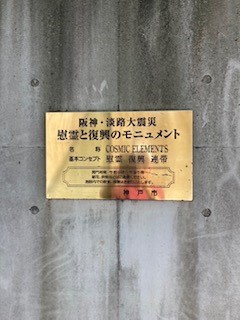 阪神・淡路大震災
慰霊と復興のモニュメント
名　称　COSMIC ELEMENTS
基本コンセプト　慰霊　復興　連帯
神戸市